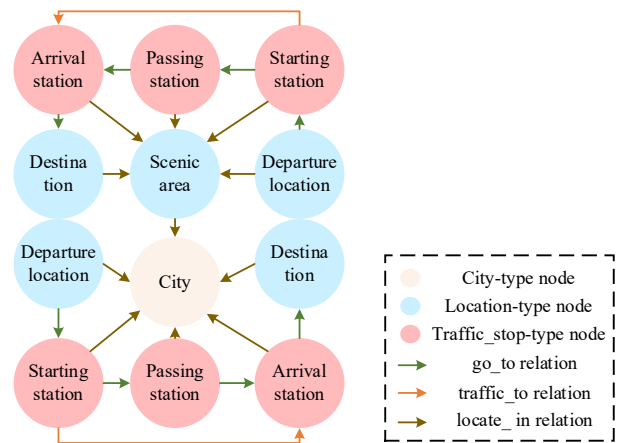 Arrival
station
Passing
station
Starting
station
Destina
tion
Scenic
area
Departure
location
Departure
location
City
Destina
tion
Starting
station
Passing
station
Arrival
station
City-type node
Location-type node
Traffic_stop-type node
go_to relation
traffic_to relation
locate_ in relation